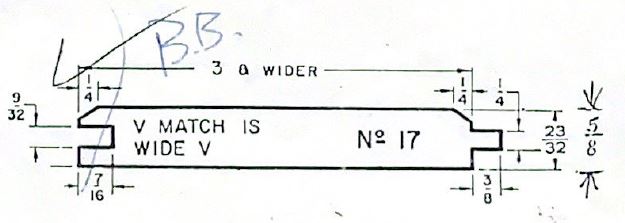 B.B.
3 & WIDER
1/4
1/4
1/4
9/32
V MATCH IS
WIDE V
Nº 17
23/32
5/8
7/16
3/8